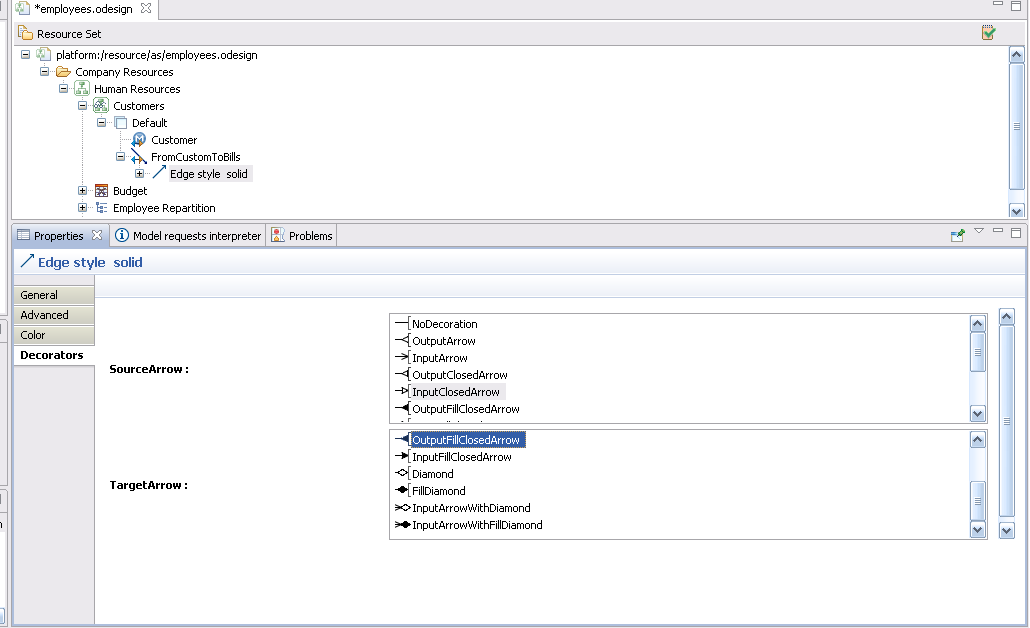 *employees.odesign
Resource Set
platform:/resource/as/employees.odesign
Company Resources
Human Resources
Customers
Default
Customer
FromCustomToBills
Edge style solid
Budget
Employee Repartition
Properties
Model requests interpreter
Problems
Edge style solid
General
Advanced
Color
Decorators
SourceArrow :
NoDecoration
OutputArrow
InputArrow
OutputClosedArrow
InputClosedArrow
OutputFillClosedArrow
TargetArrow :
OutputFillClosedArrow
InputFillClosedArrow
Diamond
FillDiamond
InputArrowWithDiamond
InputArrowWithFillDiamond